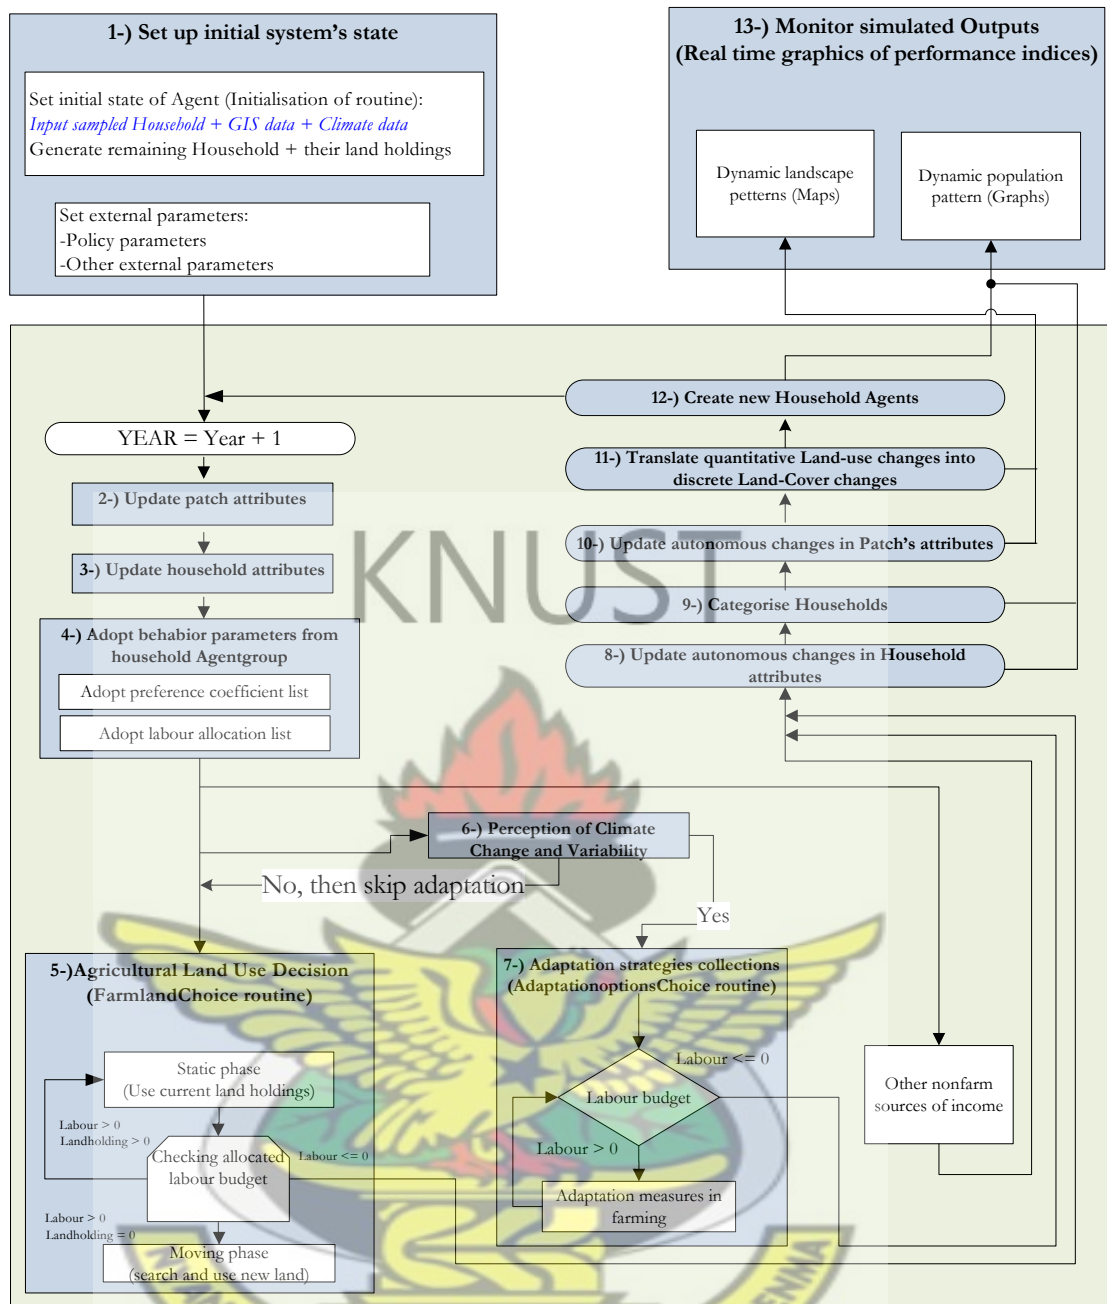 1-) Set up initial system's state
Set initial state of Agent (Initialisation of routine):
Input sampled Household + GIS data + Climate data
Generate remaining Household + their land holdings
Set external parameters:
-Policy parameters
-Other external parameters
13-) Monitor simulated Outputs
(Real time graphics of performance indices)
Dynamic landscape
petterns (Maps)
Dynamic population
pattern (Graphs)
12-) Create new Household Agents
YEAR = Year + 1
11-) Translate quantitative Land-use changes into
discrete Land-Cover changes
2-) Update patch attributes
10-) Update autonomous changes in Patch's attributes
KNUST
3-) Update household attributes
9-) Categorise Households
4-) Adopt behabior parameters from
household Agentgroup
8-) Update autonomous changes in Household
attributes
Adopt preference coefficient list
Adopt labour allocation list
6-) Perception of Climate
Change and Variability
No, then skip adaptation
Yes
5-)Agricultural Land Use Decision
(FarmlandChoice routine)
7-) Adaptation strategies collections
(AdaptationoptionsChoice routine)
Static phase
(Use current land holdings)
Labour <= 0
Labour budget
Other nonfarm
sources of income
Labour > 0
Landholding > 0
Checking allocated
labour budget
Labour <= 0
Labour > 0
Adaptation measures in
farming
Labour > 0
Landholding = 0
Moving phase
(search and use new land)
ENMA